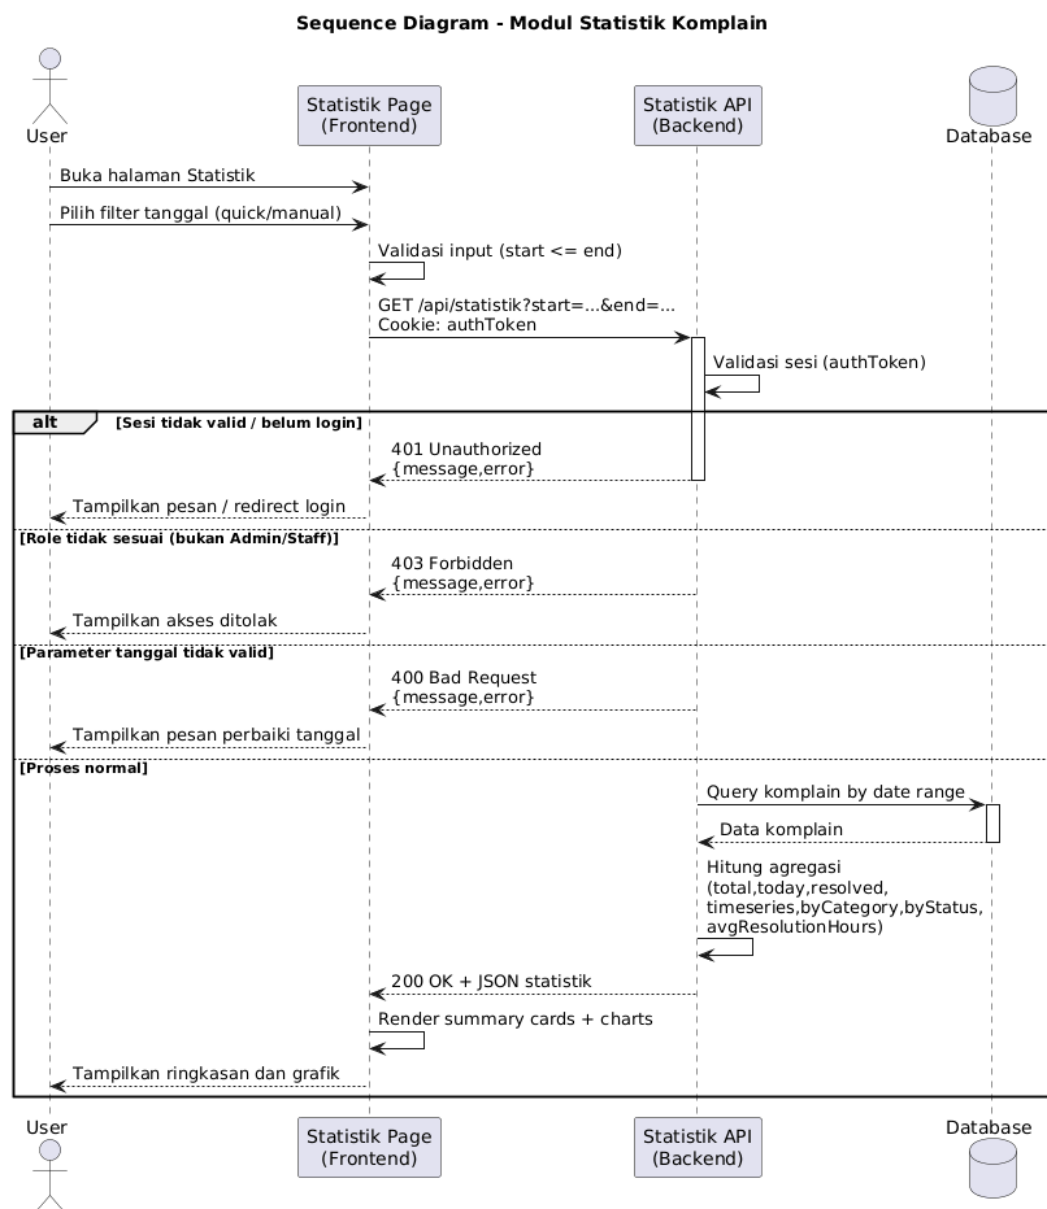 Sequence Diagram - Modul Statistik Komplain
User
Statistik Page
(Frontend)
Statistik API
(Backend)
Database
Buka halaman Statistik
Pilih filter tanggal (quick/manual)
Validasi input (start <= end)
GET /api/statistik?start=...&end=...
Cookie: authToken
Validasi sesi (authToken)
alt
[Sesi tidak valid / belum login]
401 Unauthorized
{message,error}
Tampilkan pesan / redirect login
[Role tidak sesuai (bukan Admin/Staff)]
403 Forbidden
{message,error}
Tampilkan akses ditolak
[Parameter tanggal tidak valid]
400 Bad Request
{message,error}
Tampilkan pesan perbaiki tanggal
[Proses normal]
Query komplain by date range
Data komplain
Hitung agregasi
(total,today,resolved,
timeseries,byCategory,byStatus,
avgResolutionHours)
200 OK + JSON statistik
Render summary cards + charts
Tampilkan ringkasan dan grafik
User
Statistik Page
(Frontend)
Statistik API
(Backend)
Database